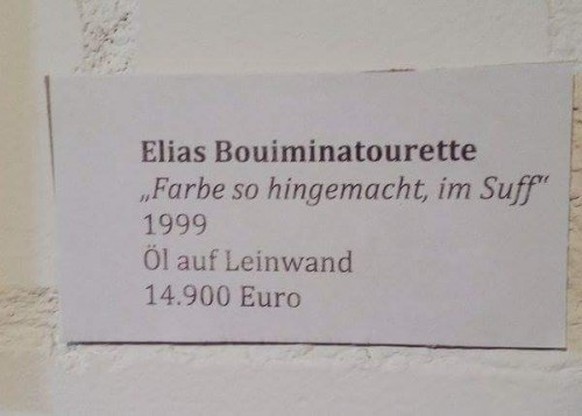 Elias Bouiminatourette
„Farbe so hingemacht, im Suff“
1999
Öl auf Leinwand
14.900 Euro